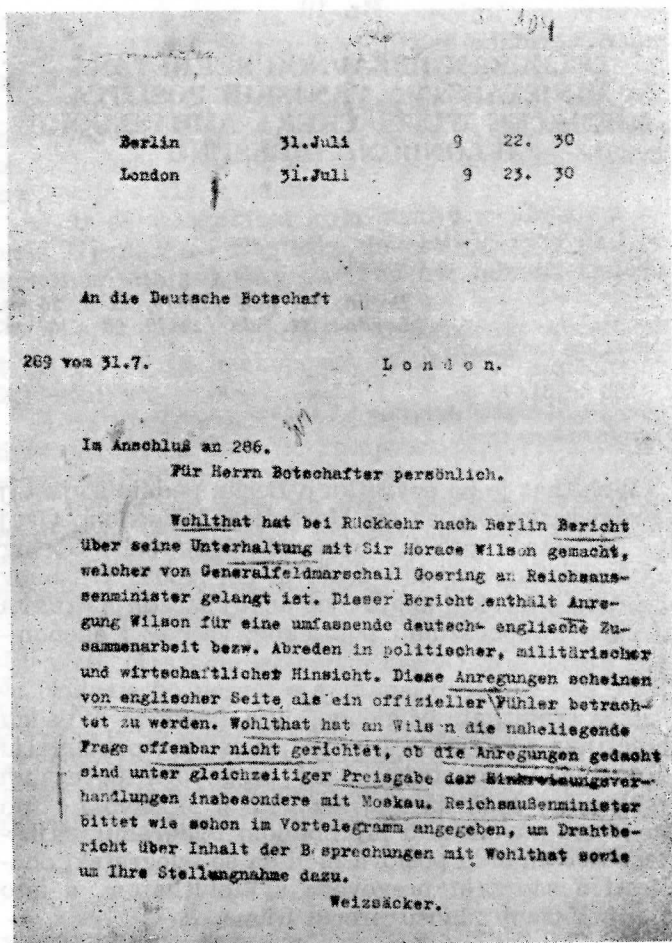 Berlin 31.Juli 9 22. 30
London 31.Juli 9 23. 30
An die Deutsche Botschaft
289 vom 31.7. London.
Im Anschluß an 286.
Für Herrn Botschafter persönlich.
Wohlthat hat bei Rückkehr nach Berlin Bericht
über seine Unterhaltung mit Sir Horace Wilson gemacht,
welcher von Generalfeldmarschall Goering an Reichsaus-
senminister gelangt ist. Dieser Bericht enthält Anre-
gung Wilson für eine umfassende deutsch- englische Zu-
sammenarbeit bezw. Abreden in politischer, militärischer
und wirtschaftlicher Hinsicht. Diese Anregungen scheinen
von englischer Seite als ein offizieller Fühler betrach-
tet zu werden. Wohlthat hat an Wilson die naheliegende
Frage offenbar nicht gerichtet, ob die Anregungen gedacht
sind unter gleichzeitiger Preisgabe der Einkreisungsver-
handlungen insbesondere mit Moskau. Reichsaußenminister
bittet wie schon im Vortelegramm angegeben, um Drahtbe-
richt über Inhalt der Besprechungen mit Wohlthat sowie
um Ihre Stellungnahme dazu.
Weizsäcker.